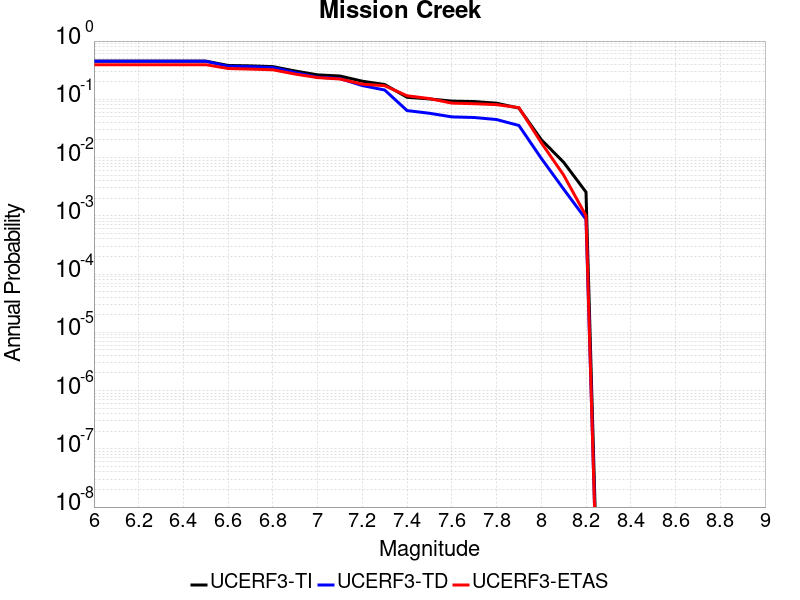 Mission Creek
Annual Probability
10^0
10^-1
10^-2
10^-3
10^-4
10^-5
10^-6
10^-7
10^-8
6 6.2 6.4 6.6 6.8 7 7.2 7.4 7.6 7.8 8 8.2 8.4 8.6 8.8 9
Magnitude
UCERF3-TI UCERF3-TD UCERF3-ETAS